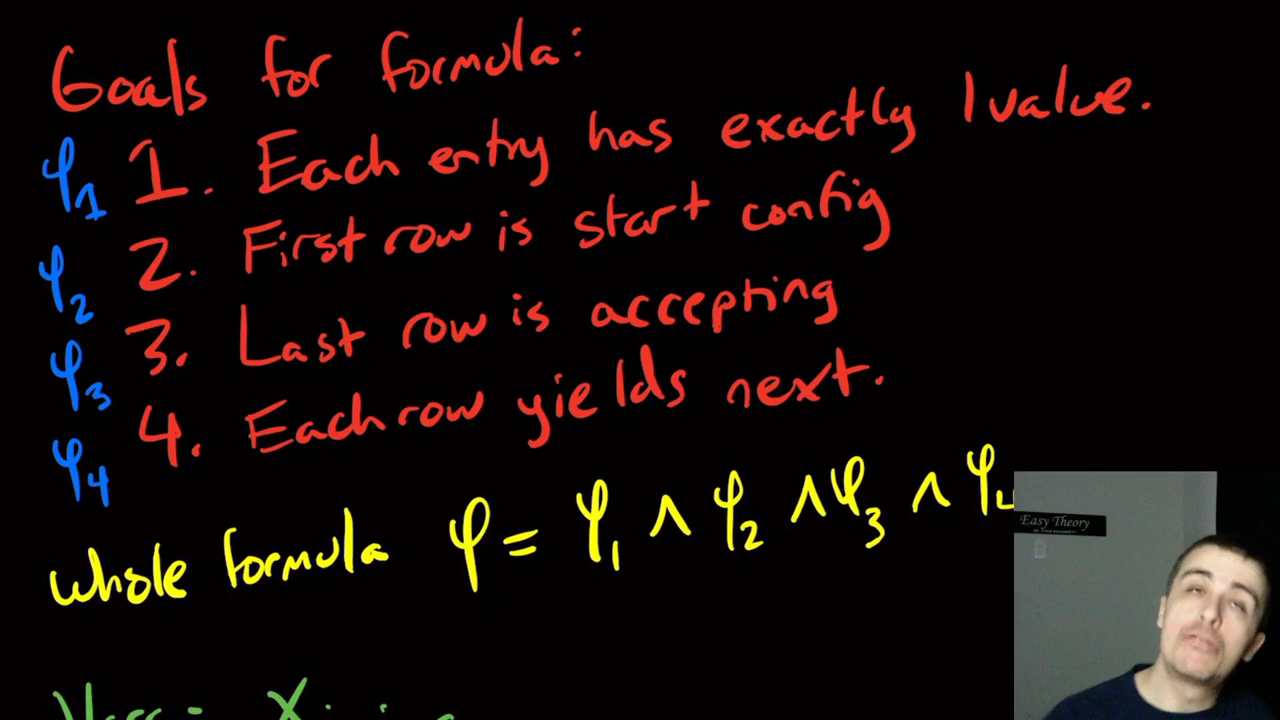 Goals for formula:
φ1 1. Each entry has exactly 1 value.
φ2 2. First row is start config
φ3 3. Last row is accepting
φ4 4. Each row yields next.
whole formula φ = φ1 ∧ φ2 ∧ φ3 ∧ φ4
Easy Theory